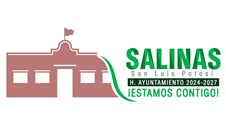 SALINAS
San Luis Potosí
H. AYUNTAMIENTO 2024-2027
¡ESTAMOS CONTIGO!